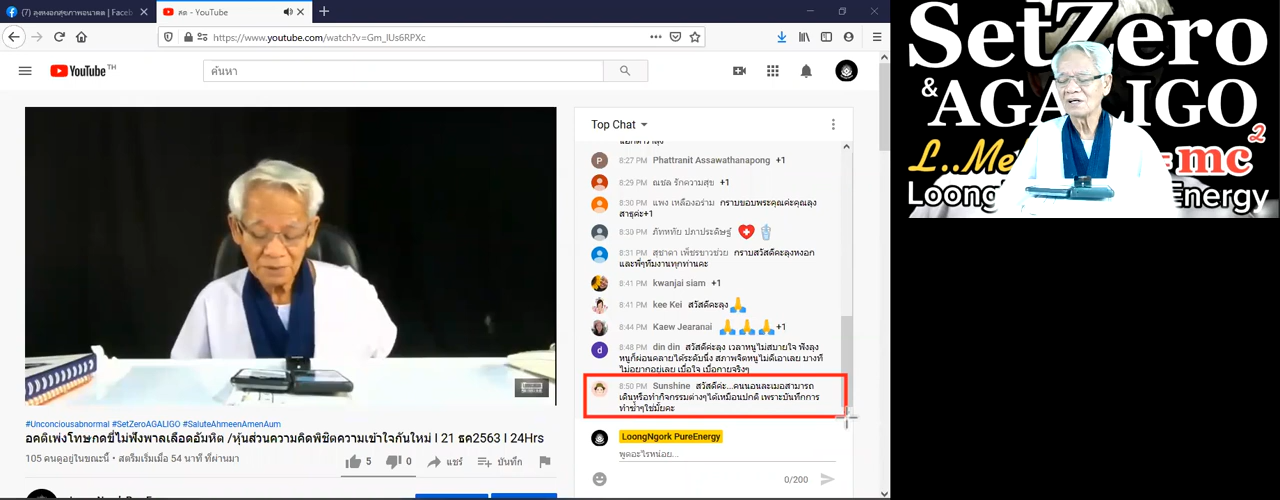 (7) ลุงหงอกสุขภาพอนาคต | Faceb
สด - YouTube
https://www.youtube.com/watch?v=Gm_IUs6RPXc
YouTube TH
ค้นหา
#Unconciousabnormal #SetZeroAGALIGO #SaluteAhmeenAmenAum
อคติเพ่งโทษกดขี่ไม่ฟังพาลเลือดอัมหิต /หุ้นส่วนความคิดพิชิตความเข้าใจกันใหม่ I 21 ธค2563 I 24Hrs
105 คนดูอยู่ในขณะนี้ • สตรีมเริ่มเมื่อ 54 นาทีที่ผ่านมา
5
0
แชร์
บันทึก
Top Chat
8:27 PM Phattranit Assawathanapong +1
8:29 PM ณชล รักความสุข +1
8:30 PM แพง เหลืองอร่าม กราบขอบพระคุณค่ะคุณลุง
สาธุค่ะ+1
8:30 PM ภัททหัย ปภาประดิษฐ์
8:31 PM สุชาดา เพ็ชรขาวช่วย กราบสวัสดีค่ะลุงหงอก
และพี่ๆทีมงานทุกท่านคะ
8:41 PM kwanjai siam +1
8:41 PM kee Kei สวัสดีค่ะลุง🙏
8:44 PM Kaew Jearanai 🙏🙏🙏+1
8:48 PM din din สวัสดีค่ะลุง เวลาหนูไม่สบายใจ ฟังลุง
หนูก็ผ่อนคลายได้ระดับนึง สภาพจิตหนูไม่ดีเอาเลย บางที
ไม่อยากอยู่เลย เบื่อใจ เบื่อกายจริงๆ
8:50 PM Sunshine สวัสดีค่ะ...คนนอนละเมอสามารถ
เดินหรือทำกิจกรรมต่างๆได้เหมือนปกติ เพราะบันทึกการ
ทำซ้ำๆใช่มั้ยคะ
LoongNgork PureEnergy
พูดอะไรหน่อย...
0/200
SetZero
&AGALIGO
L..Me
=mc2
Loong
Energy